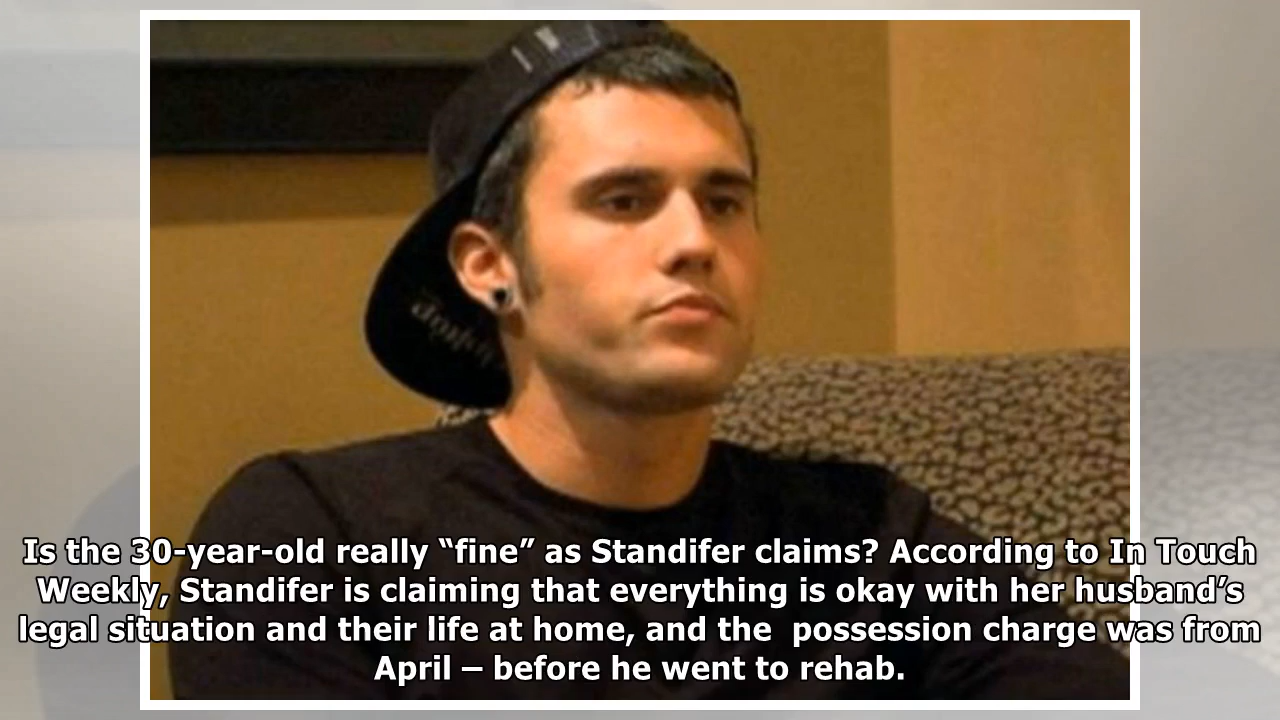 Is the 30-year-old really “fine” as Standifer claims? According to In Touch
Weekly, Standifer is claiming that everything is okay with her husband’s
legal situation and their life at home, and the  possession charge was from
April – before he went to rehab.